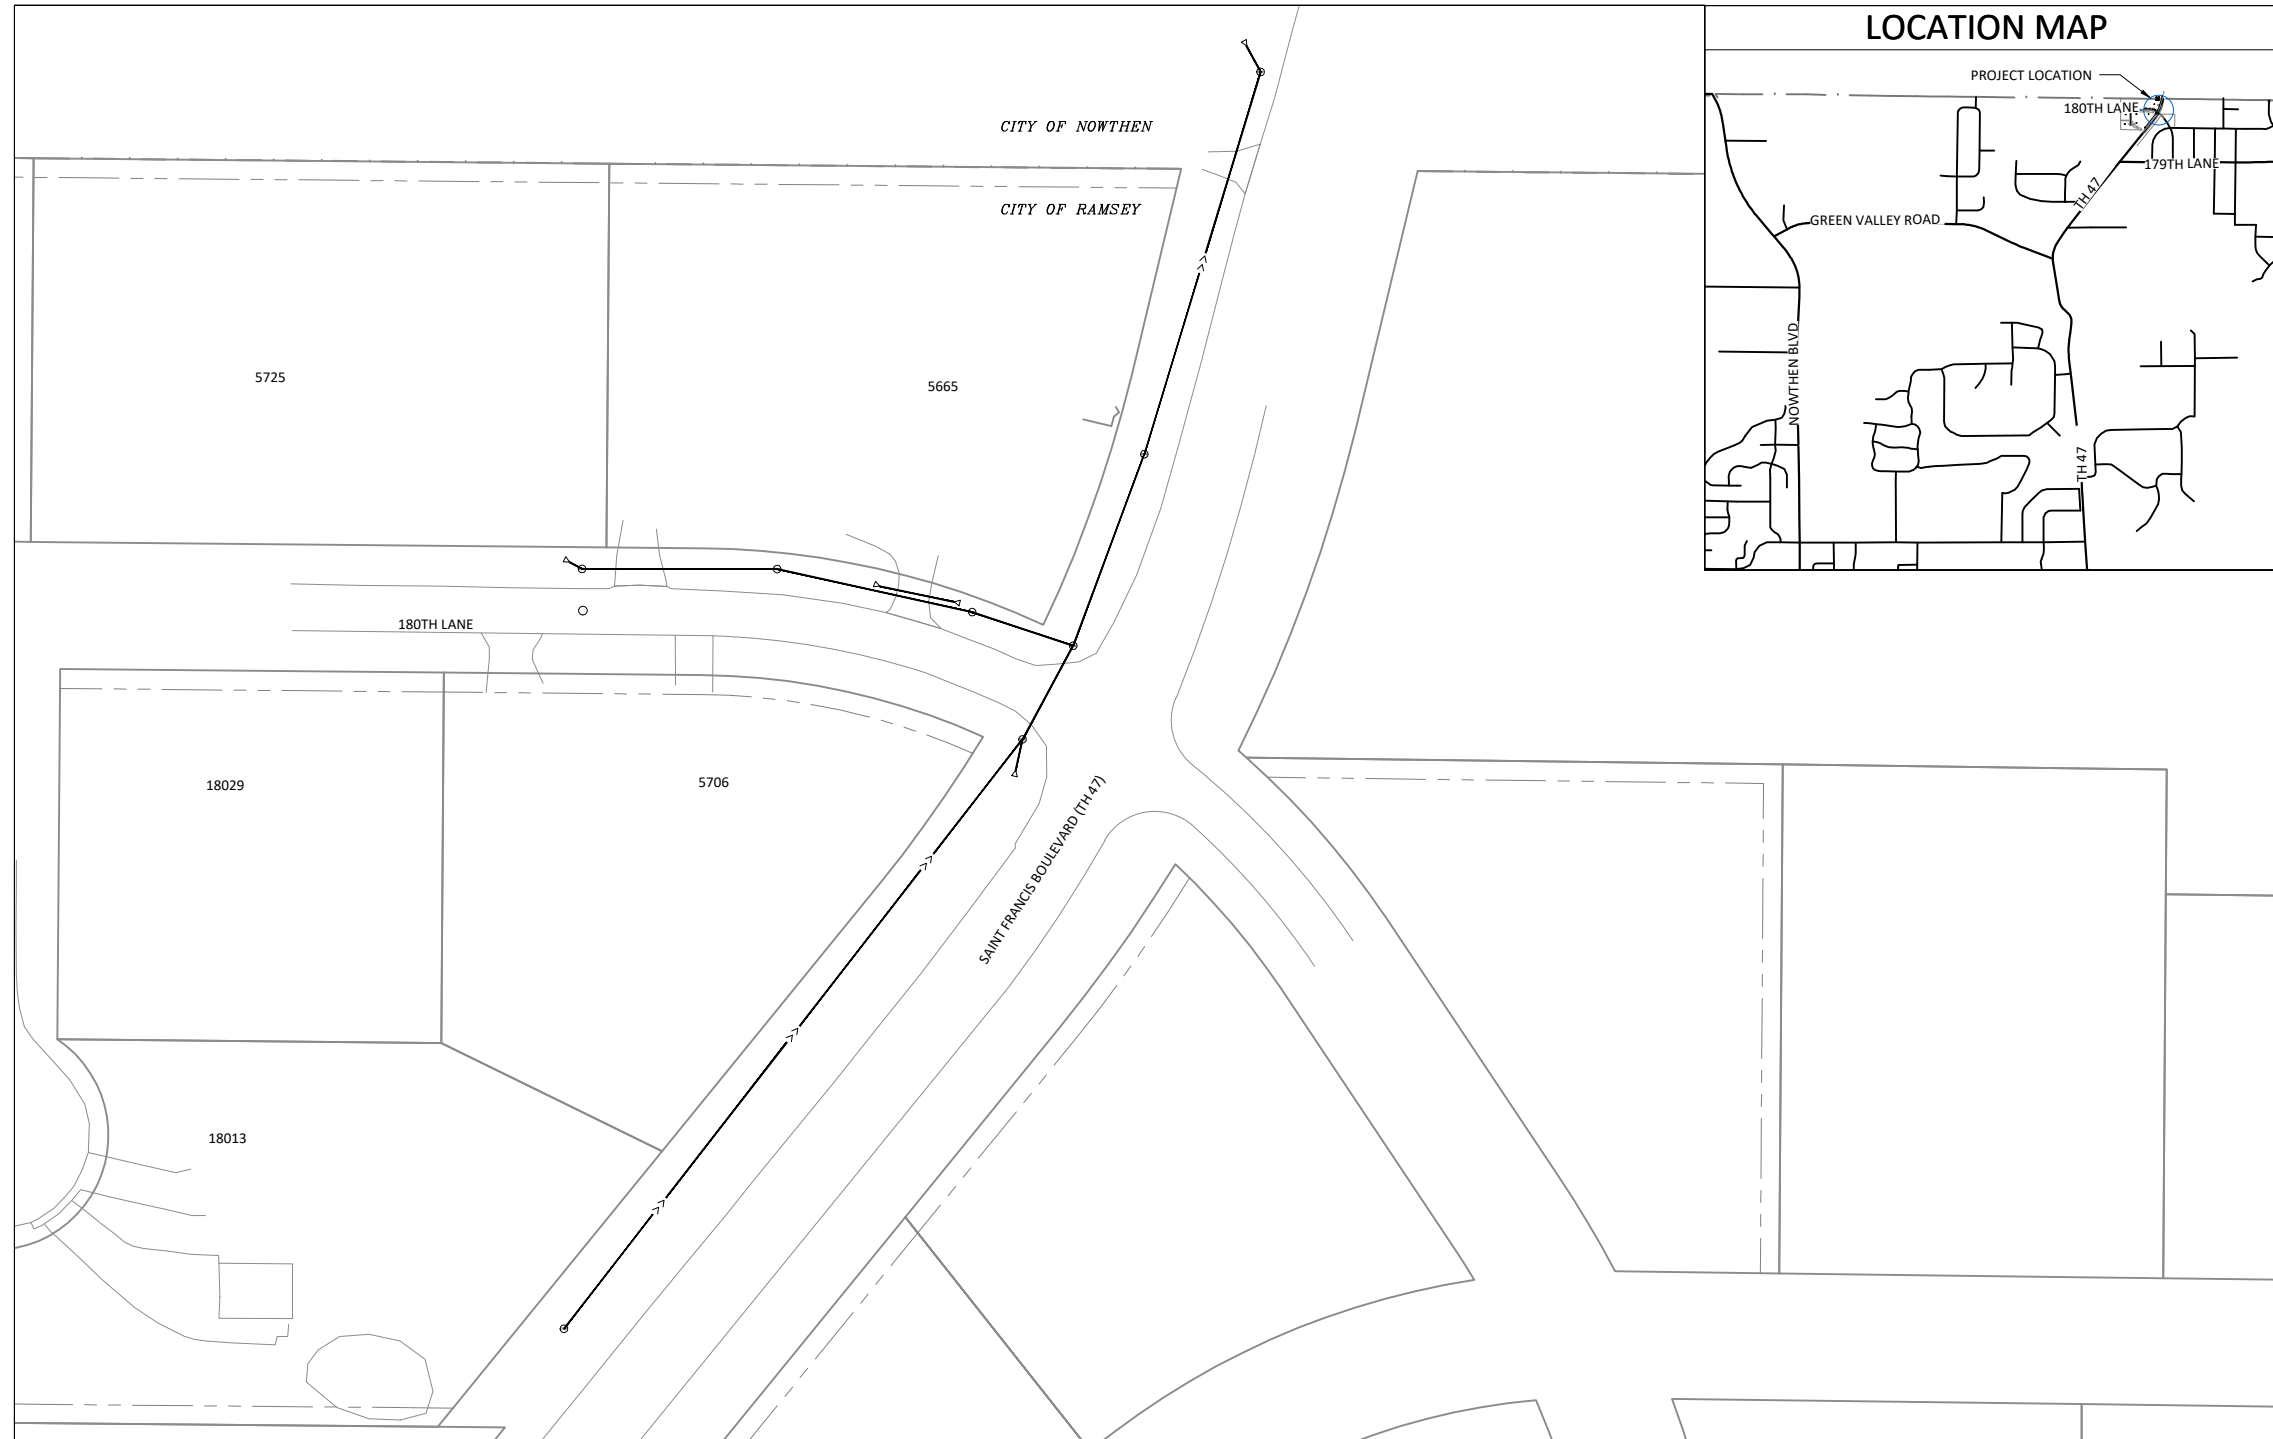 LOCATION MAP
PROJECT LOCATION
180TH LANE
179TH LANE
TH 47
GREEN VALLEY ROAD
NOWTHEN BLVD
TH 47
CITY OF NOWTHEN
CITY OF RAMSEY
5725
5665
180TH LANE
18029
5706
SAINT FRANCIS BOULEVARD (TH 47)
18013